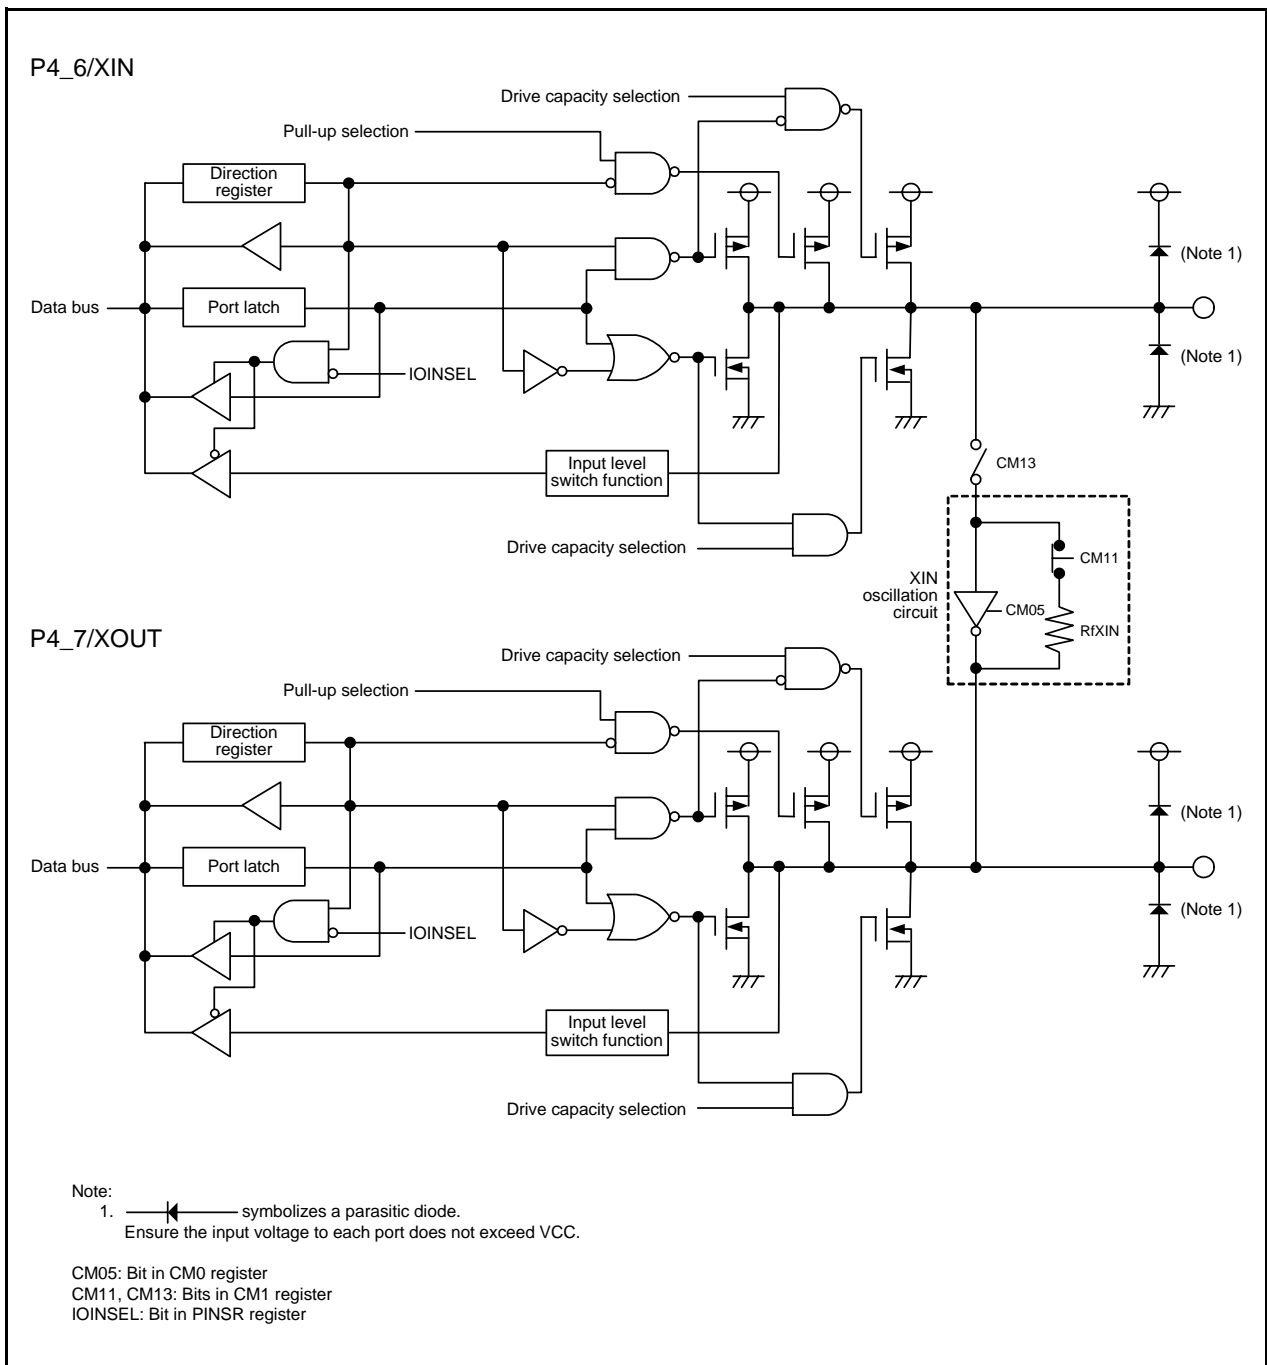 P4_6/XIN
Drive capacity selection
Pull-up selection
Direction
register
(Note 1)
Data bus
Port latch
(Note 1)
IOINSEL
Input level
switch function
CM13
Drive capacity selection
CM11
XIN
oscillation
circuit
CM05
RfXIN
P4_7/XOUT
Drive capacity selection
Pull-up selection
Direction
register
(Note 1)
Data bus
Port latch
(Note 1)
IOINSEL
Input level
switch function
Drive capacity selection
Note:
1. symbolizes a parasitic diode.
Ensure the input voltage to each port does not exceed VCC.
CM05: Bit in CM0 register
CM11, CM13: Bits in CM1 register
IOINSEL: Bit in PINSR register